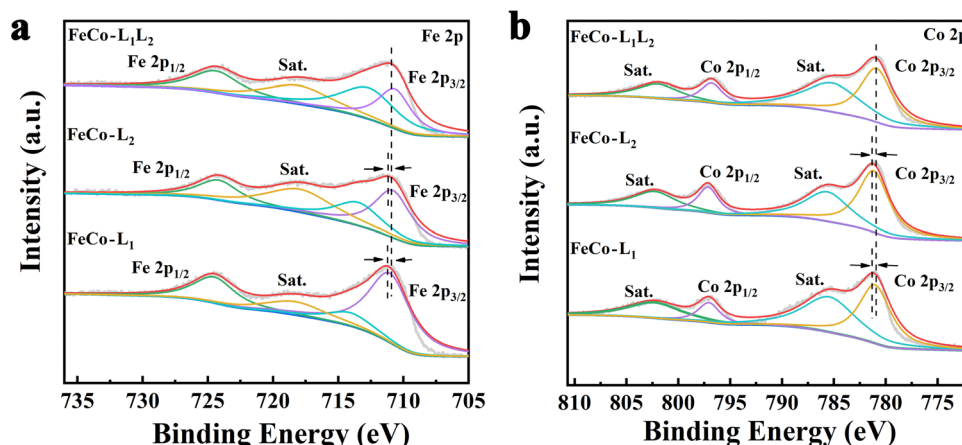 a
FeCo-L1L2
Fe 2p
Fe 2p1/2
Sat.
Fe 2p3/2
FeCo-L2
Fe 2p1/2
Sat.
Fe 2p3/2
FeCo-L1
Fe 2p1/2
Sat.
Fe 2p3/2
Intensity (a.u.)
735 730 725 720 715 710 705
Binding Energy (eV)
b
FeCo-L1L2
Co 2p
Sat.
Co 2p1/2
Sat.
Co 2p3/2
FeCo-L2
Sat.
Co 2p1/2
Sat.
Co 2p3/2
FeCo-L1
Sat.
Co 2p1/2
Sat.
Co 2p3/2
Intensity (a.u.)
810 805 800 795 790 785 780 775
Binding Energy (eV)